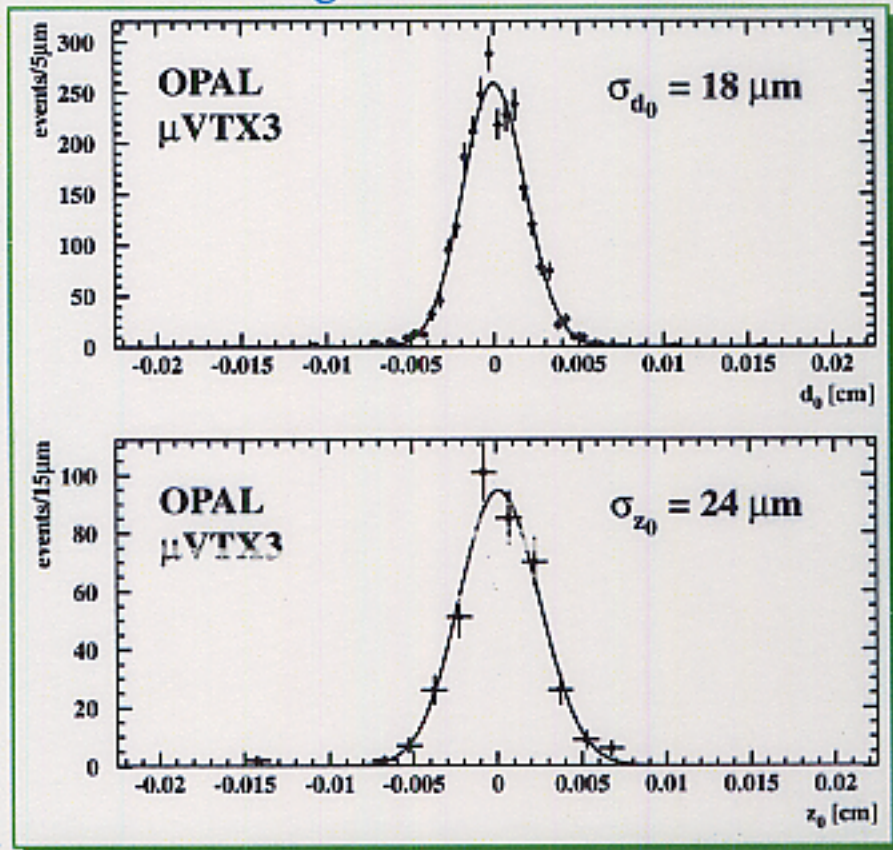 events/5μm
300
250
200
150
100
50
0
OPAL
μVTX3
σd₀ = 18 μm
-0.02 -0.015 -0.01 -0.005 0 0.005 0.01 0.015 0.02
d₀ [cm]
events/15μm
100
80
60
40
20
0
OPAL
μVTX3
σz₀ = 24 μm
-0.02 -0.015 -0.01 -0.005 0 0.005 0.01 0.015 0.02
z₀ [cm]